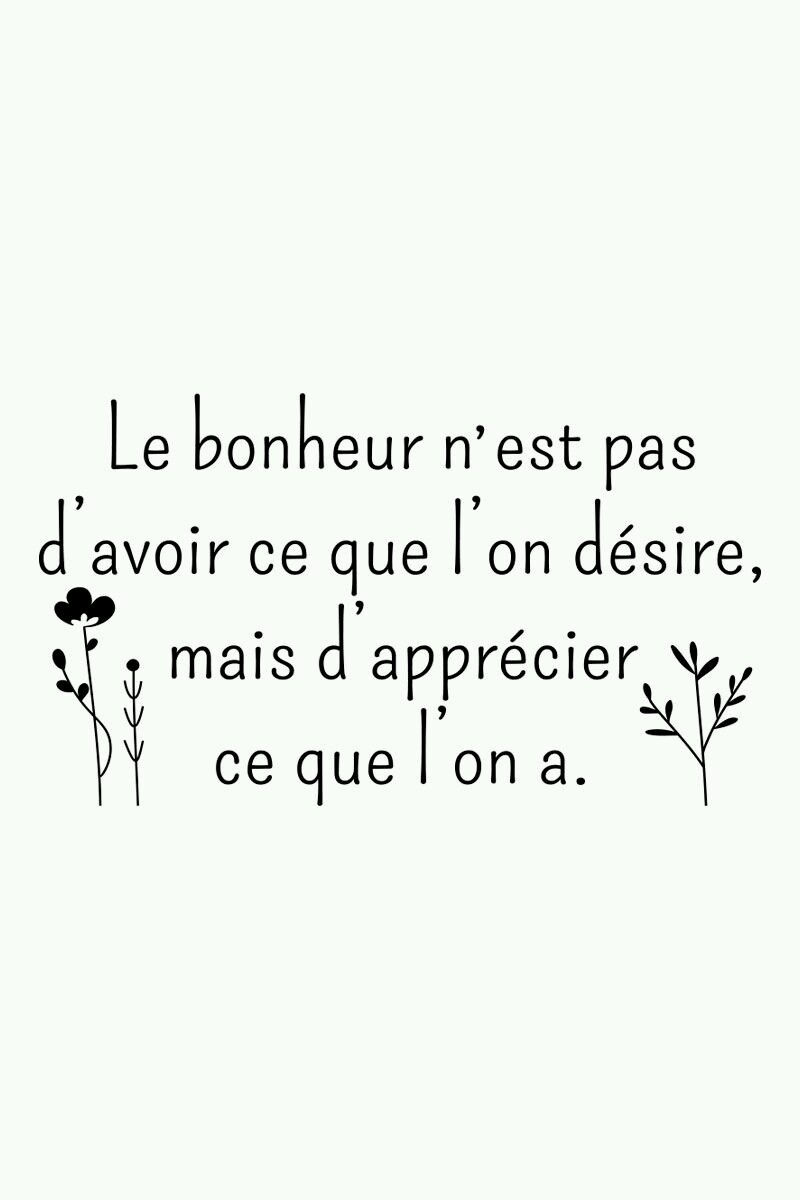 Le bonheur n’est pas
d’avoir ce que l’on désire,
mais d’apprécier
ce que l’on a.